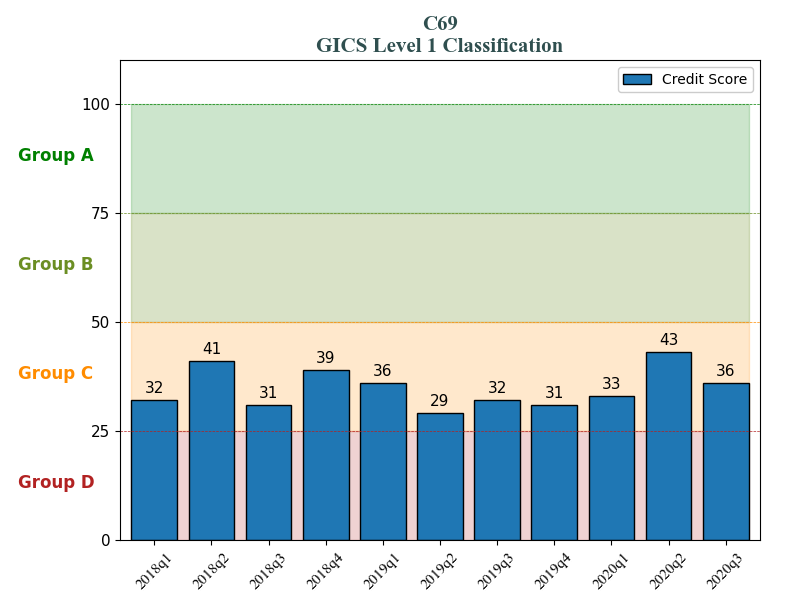 C69
GICS Level 1 Classification
Credit Score
100
Group A
75
Group B
50
Group C
25
Group D
0
32
41
31
39
36
29
32
31
33
43
36
2018q1
2018q2
2018q3
2018q4
2019q1
2019q2
2019q3
2019q4
2020q1
2020q2
2020q3